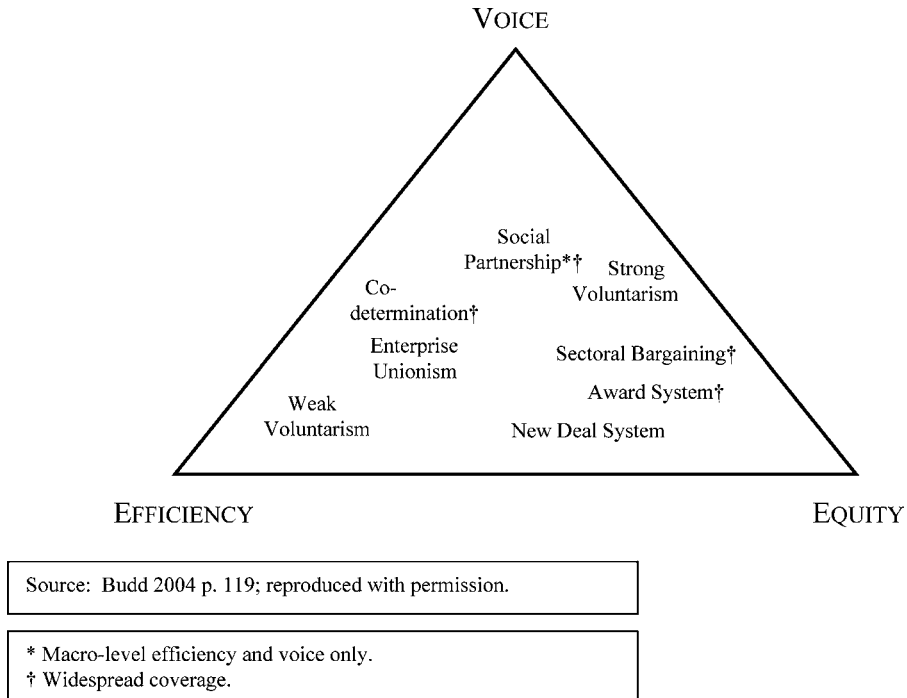 VOICE
Social
Partnership*†
Strong
Voluntarism
Co-
determination†
Enterprise
Unionism
Sectoral Bargaining†
Award System†
Weak
Voluntarism
New Deal System
EFFICIENCY
EQUITY
Source: Budd 2004 p. 119; reproduced with permission.
* Macro-level efficiency and voice only.
† Widespread coverage.